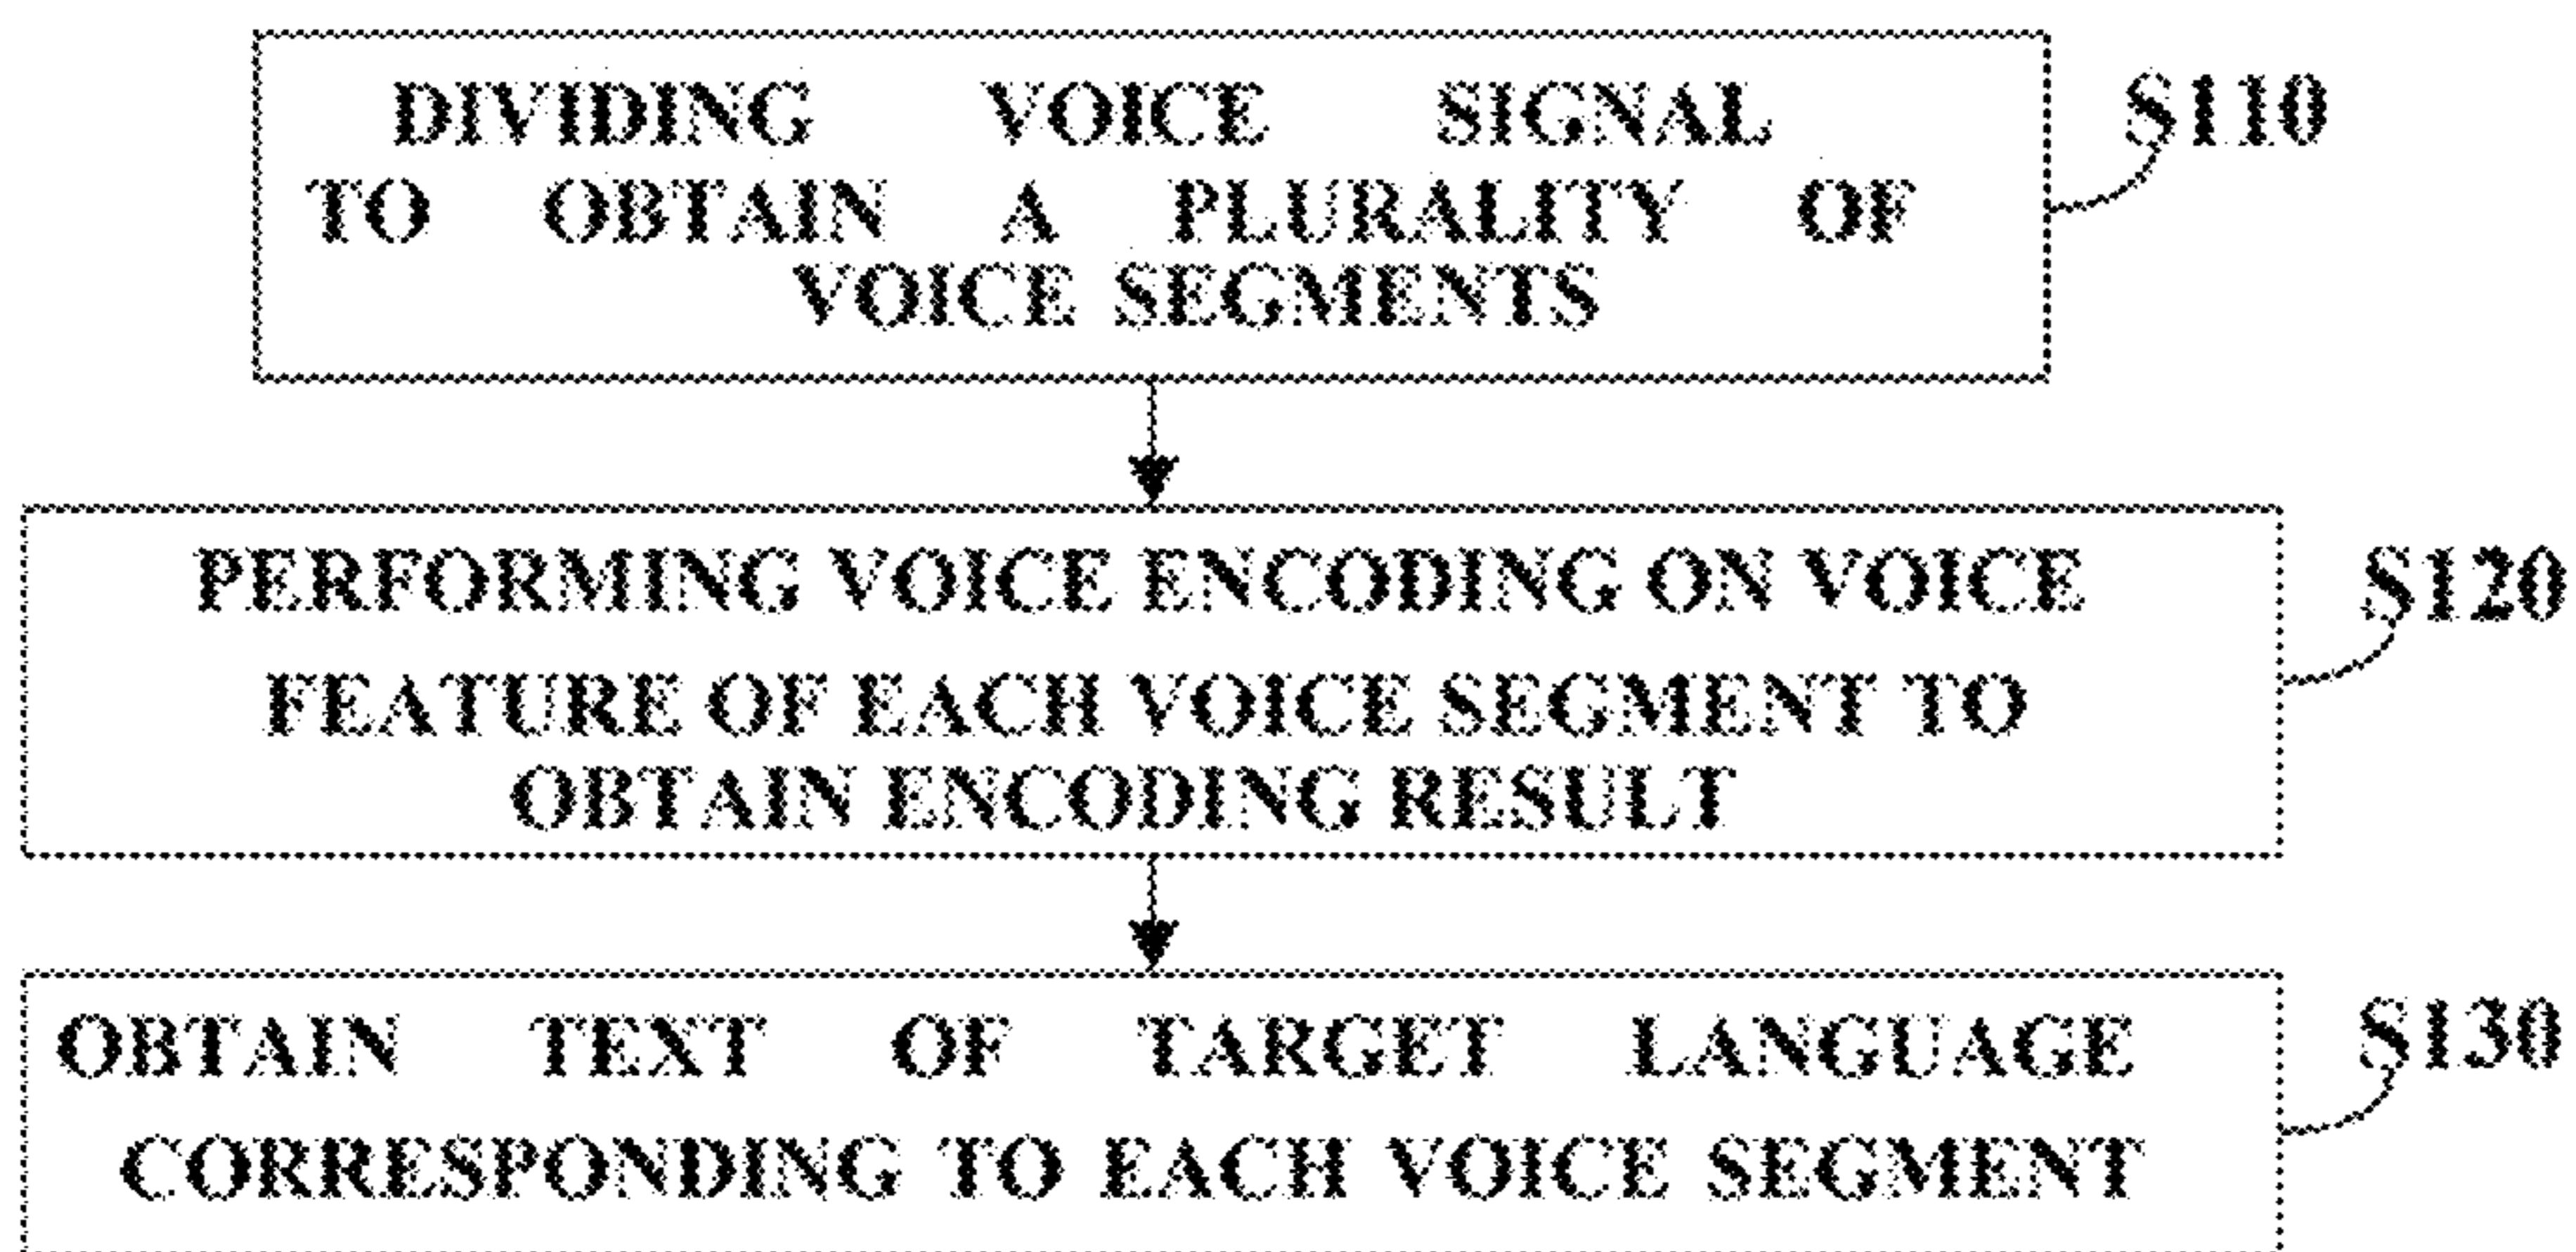 DIVIDING VOICE SIGNAL
TO OBTAIN A PLURALITY OF
VOICE SEGMENTS
S110
PERFORMING VOICE ENCODING ON VOICE
FEATURE OF EACH VOICE SEGMENT TO
OBTAIN ENCODING RESULT
S120
OBTAIN TEXT OF TARGET LANGUAGE
CORRESPONDING TO EACH VOICE SEGMENT
S130